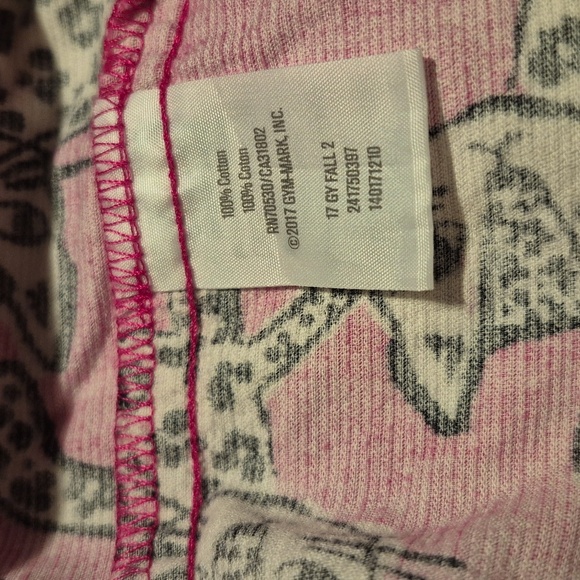 100% Cotton
100% Coton
RN70530/CA31802
©2017 GYM-MARK, INC.
17 GY FALL 2
241750397
140171210